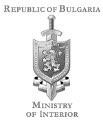 REPUBLIC OF BULGARIA
MINISTRY
OF INTERIOR